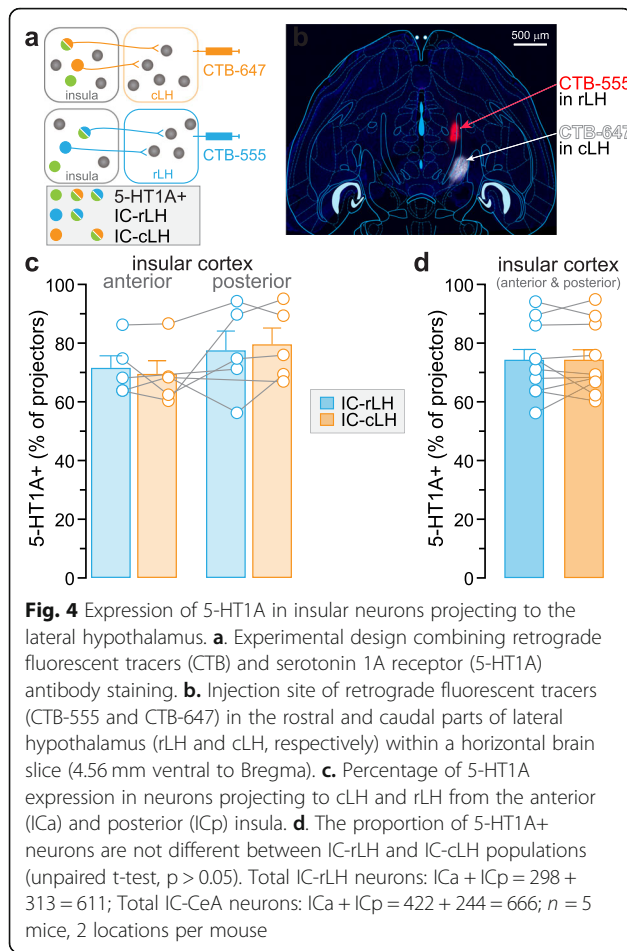 a
CTB-647
insula
cLH
CTB-555
insula
rLH
5-HT1A+
IC-rLH
IC-cLH
b
500 μm
CTB-555
in rLH
CTB-647
in cLH
c
insular cortex
anterior
posterior
100
80
60
40
20
0
5-HT1A+ (% of projectors)
IC-rLH
IC-cLH
d
insular cortex
(anterior & posterior)
100
80
60
40
20
0
5-HT1A+ (% of projectors)
Fig. 4 Expression of 5-HT1A in insular neurons projecting to the
lateral hypothalamus. a. Experimental design combining retrograde
fluorescent tracers (CTB) and serotonin 1A receptor (5-HT1A)
antibody staining. b. Injection site of retrograde fluorescent tracers
(CTB-555 and CTB-647) in the rostral and caudal parts of lateral
hypothalamus (rLH and cLH, respectively) within a horizontal brain
slice (4.56 mm ventral to Bregma). c. Percentage of 5-HT1A
expression in neurons projecting to cLH and rLH from the anterior
(ICa) and posterior (ICp) insula. d. The proportion of 5-HT1A+
neurons are not different between IC-rLH and IC-cLH populations
(unpaired t-test, p > 0.05). Total IC-rLH neurons: ICa + ICp = 298 +
313 = 611; Total IC-CeA neurons: ICa + ICp = 422 + 244 = 666; n = 5
mice, 2 locations per mouse